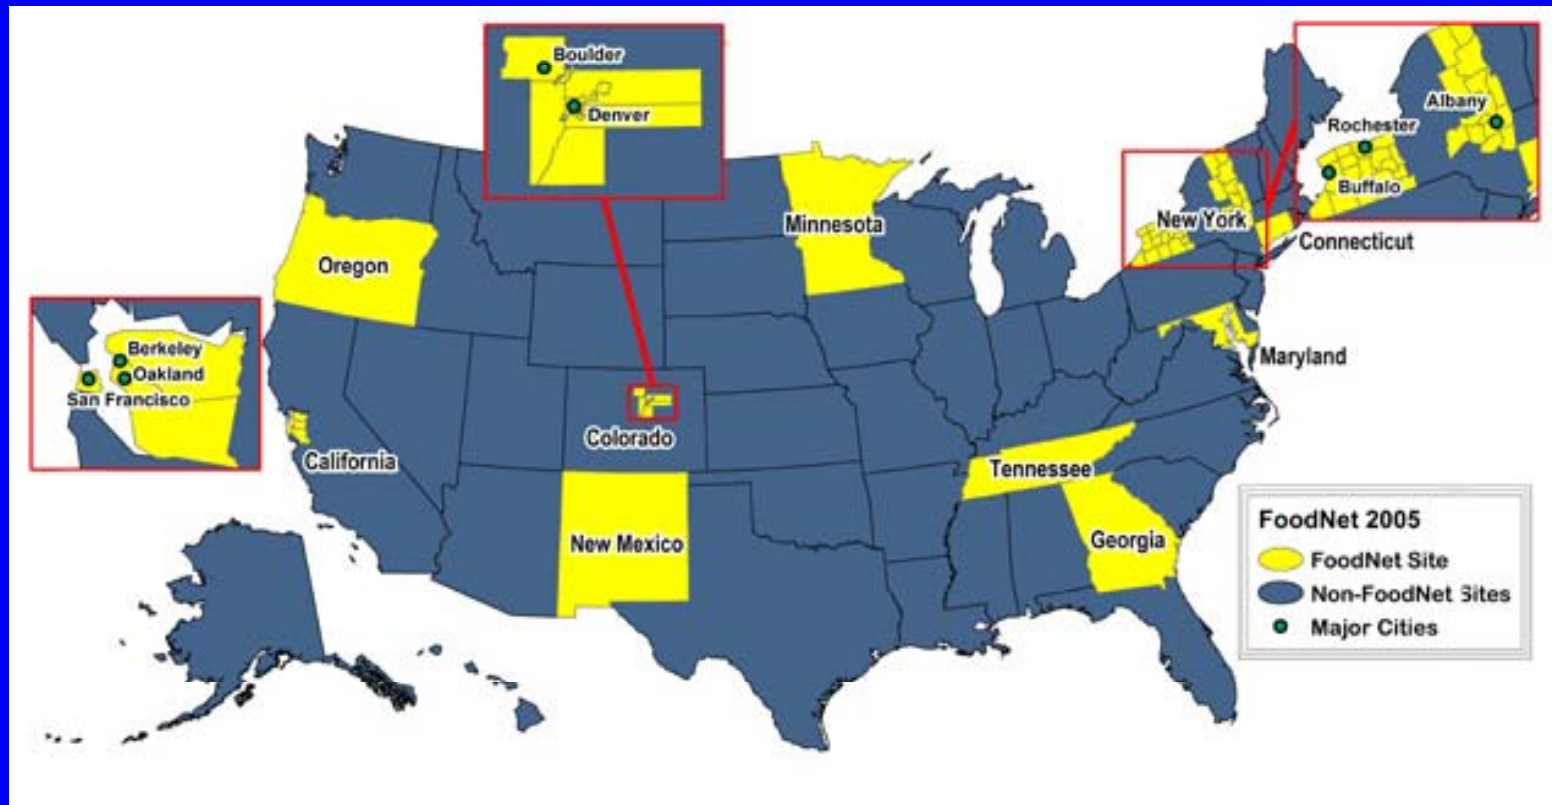 Boulder
Denver
Albany
Rochester
Buffalo
Minnesota
New York
Connecticut
Oregon
Berkeley
Oakland
San Francisco
Maryland
Colorado
California
Tennessee
New Mexico
Georgia
FoodNet 2005
FoodNet Site
Non-FoodNet Sites
Major Cities